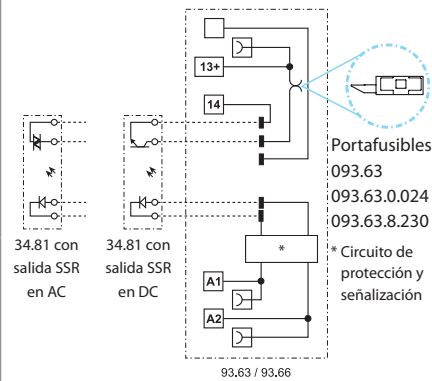 13+
14
Portafusibles
093.63
093.63.0.024
093.63.8.230
34.81 con
salida SSR
en AC
34.81 con
salida SSR
en DC
*
* Circuito de
protección y
señalización
A1
A2
93.63 / 93.66